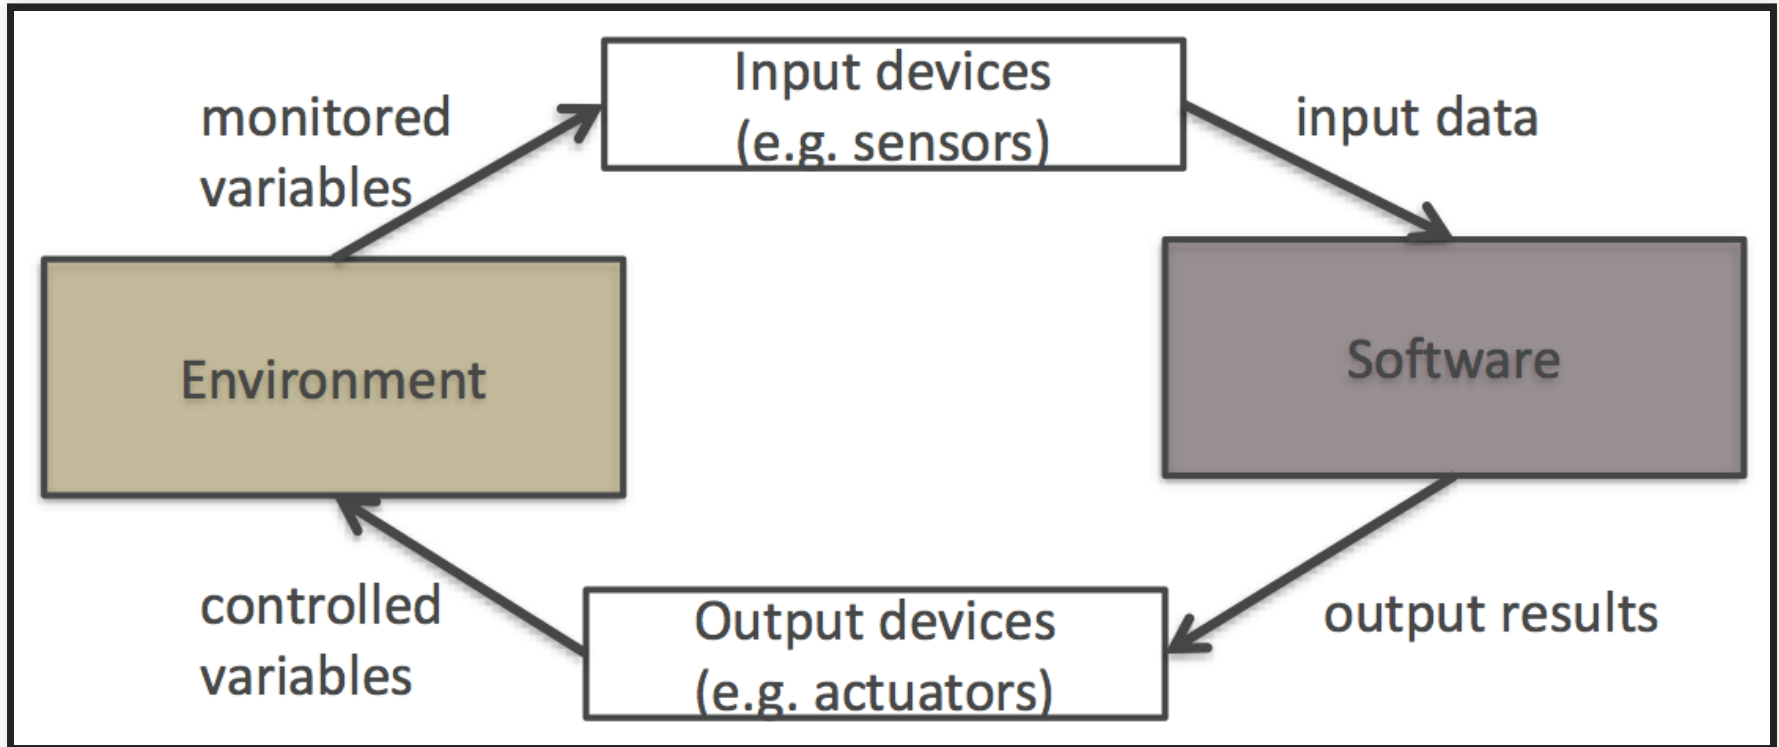 Input devices
(e.g. sensors)
monitored
variables
input data
Environment
Software
controlled
variables
Output devices
(e.g. actuators)
output results